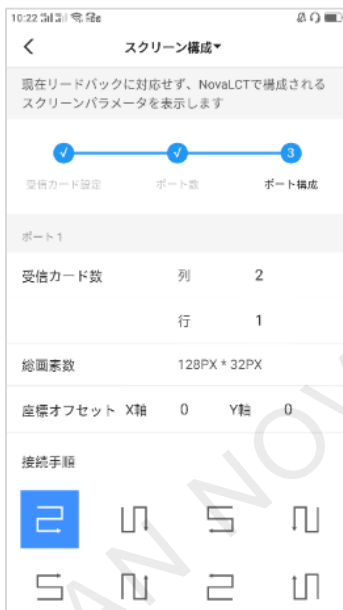 10:22
スクリーン構成▾
現在リードバックに対応せず、NovaLCTで構成される
スクリーンパラメータを表示します
3
受信カード設定 ポート数 ポート構成
ポート1
受信カード数 列 2
行 1
総画素数 128PX * 32PX
座標オフセット X軸 0 Y軸 0
接続手順